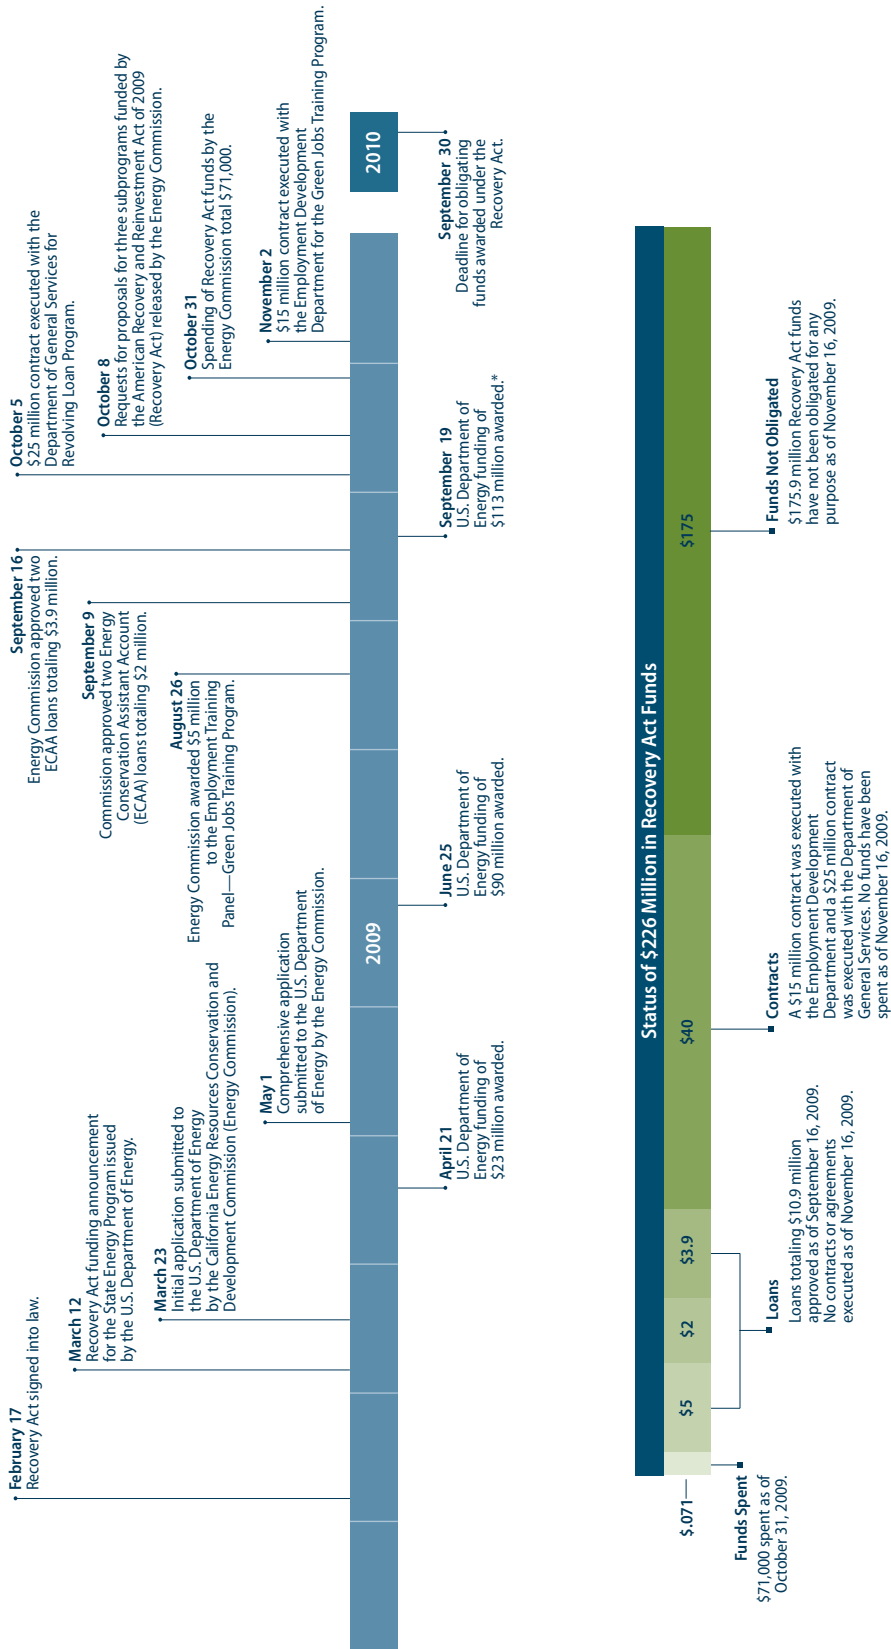 February 17
Recovery Act signed into law.
March 12
Recovery Act funding announcement
for the State Energy Program issued
by the U.S. Department of Energy.
March 23
Initial application submitted to
the U.S. Department of Energy
by the California Energy Resources Conservation and
Development Commission (Energy Commission).
May 1
Comprehensive application
submitted to the U.S. Department
of Energy by the Energy Commission.
August 26
Energy Commission awarded $5 million
to the Employment Training
Panel—Green Jobs Training Program.
September 9
Commission approved two Energy
Conservation Assistant Account
(ECAA) loans totaling $2 million.
September 16
Energy Commission approved two
ECAA loans totaling $3.9 million.
October 5
$25 million contract executed with the
Department of General Services for
Revolving Loan Program.
October 8
Requests for proposals for three subprograms funded by
the American Recovery and Reinvestment Act of 2009
(Recovery Act) released by the Energy Commission.
October 31
Spending of Recovery Act funds by the
Energy Commission total $71,000.
November 2
$15 million contract executed with
the Employment Development
Department for the Green Jobs Training Program.
2009
2010
April 21
U.S. Department of
Energy funding of
$23 million awarded.
June 25
U.S. Department of
Energy funding of
$90 million awarded.
September 19
U.S. Department of
Energy funding of
$113 million awarded.*
September 30
Deadline for obligating
funds awarded under the
Recovery Act.
Status of $226 Million in Recovery Act Funds
$.071
$5
$2
$3.9
$40
$175
Funds Spent
$71,000 spent as of
October 31, 2009.
Loans
Loans totaling $10.9 million
approved as of September 16, 2009.
No contracts or agreements
executed as of November 16, 2009.
Contracts
A $15 million contract was executed with
the Employment Development
Department and a $25 million contract
was executed with the Department of
General Services. No funds have been
spent as of November 16, 2009.
Funds Not Obligated
$175.9 million Recovery Act funds
have not been obligated for any
purpose as of November 16, 2009.